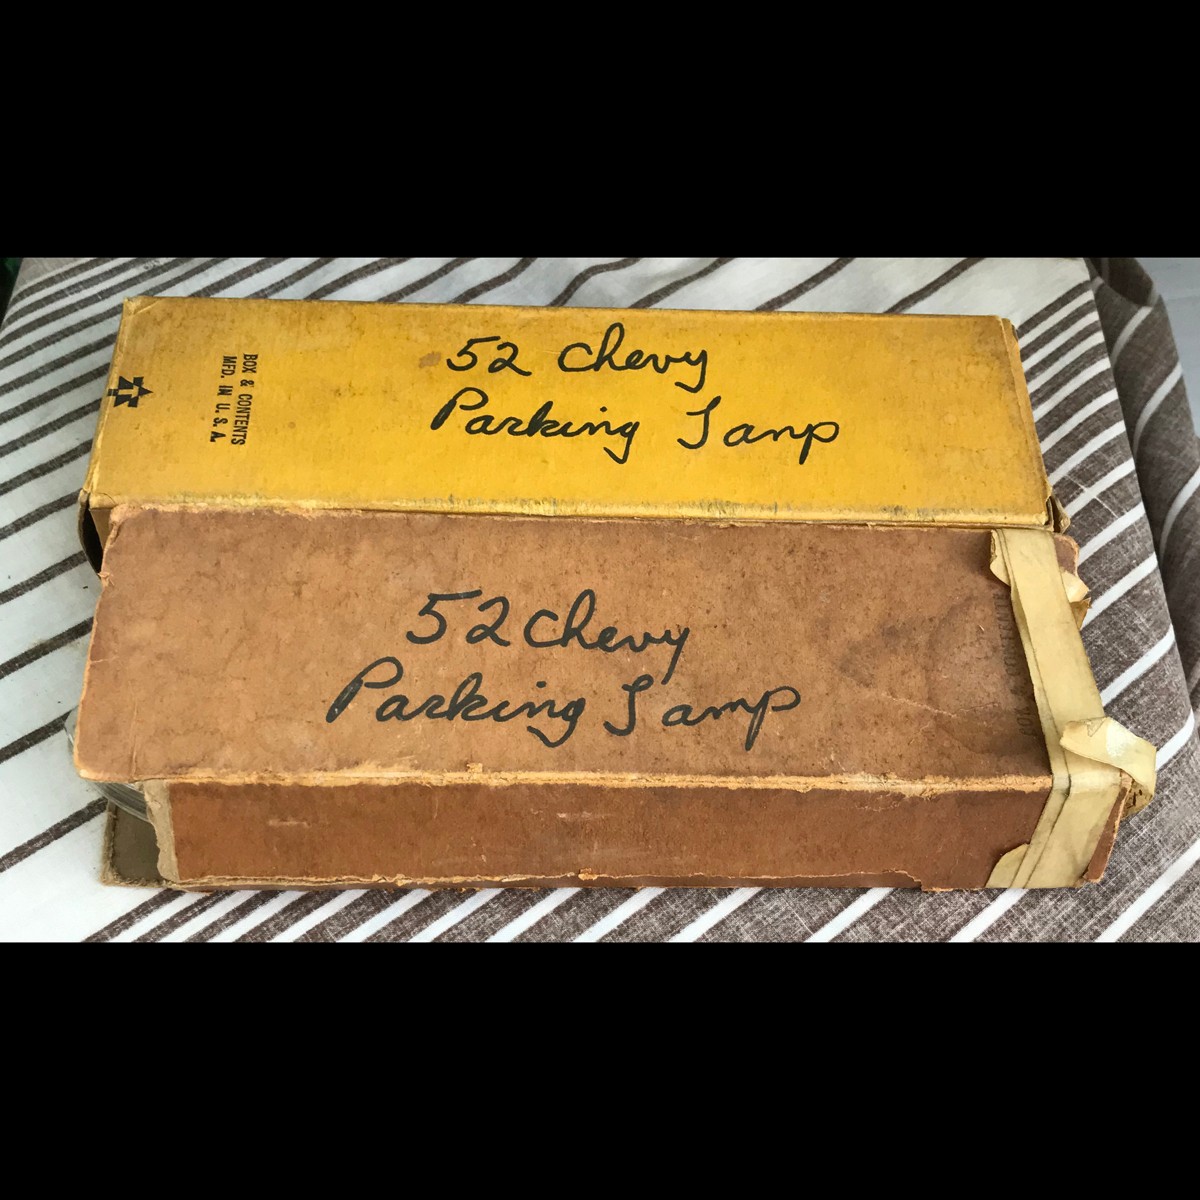 BOX & CONTENTS
MFD. IN U. S. A.
52 Chevy
Parking Lamp
52 Chevy
Parking Lamp